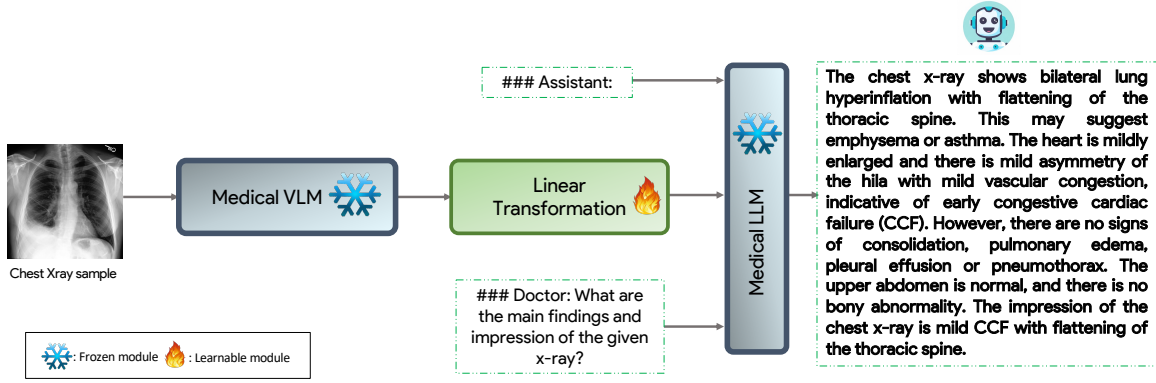 ### Assistant:
Medical VLM
Linear
Transformation
Medical LLM
Chest Xray sample
### Doctor: What are
the main findings and
impression of the given
x-ray?
: Frozen module
: Learnable module
The chest x-ray shows bilateral lung
hyperinflation with flattening of the
thoracic spine. This may suggest
emphysema or asthma. The heart is mildly
enlarged and there is mild asymmetry of
the hila with mild vascular congestion,
indicative of early congestive cardiac
failure (CCF). However, there are no signs
of consolidation, pulmonary edema,
pleural effusion or pneumothorax. The
upper abdomen is normal, and there is no
bony abnormality. The impression of the
chest x-ray is mild CCF with flattening of
the thoracic spine.